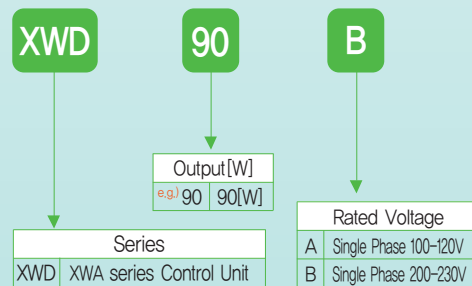 XWD 90 B
Output[W]
e.g.) 90 90[W]
Rated Voltage
A Single Phase 100-120V
B Single Phase 200-230V
Series
XWD XWA series Control Unit